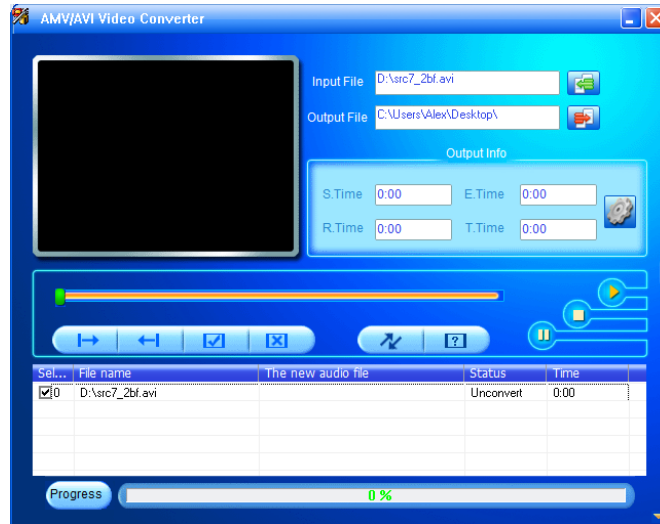 AMV/AVI Video Converter
Input File D:\src7_2bf.avi
Output File C:\Users\Alex\Desktop\
Output Info
S.Time 0:00 E.Time 0:00
R.Time 0:00 T.Time 0:00
Sel... File name The new audio file Status Time
0 D:\src7_2bf.avi Unconvert 0:00
Progress 0 %